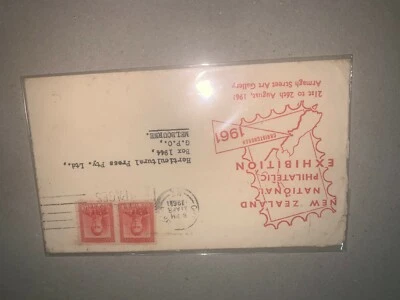 NEW ZEALAND
NATIONAL
PHILATELIC
EXHIBITION
CHRISTCHURCH
1961
21st to 26th August, 1961
Armagh Street Art Gallery
Horticultural Press Pty. Ltd.,
Box 1944,
G.P.O.,
MELBOURNE.
1961